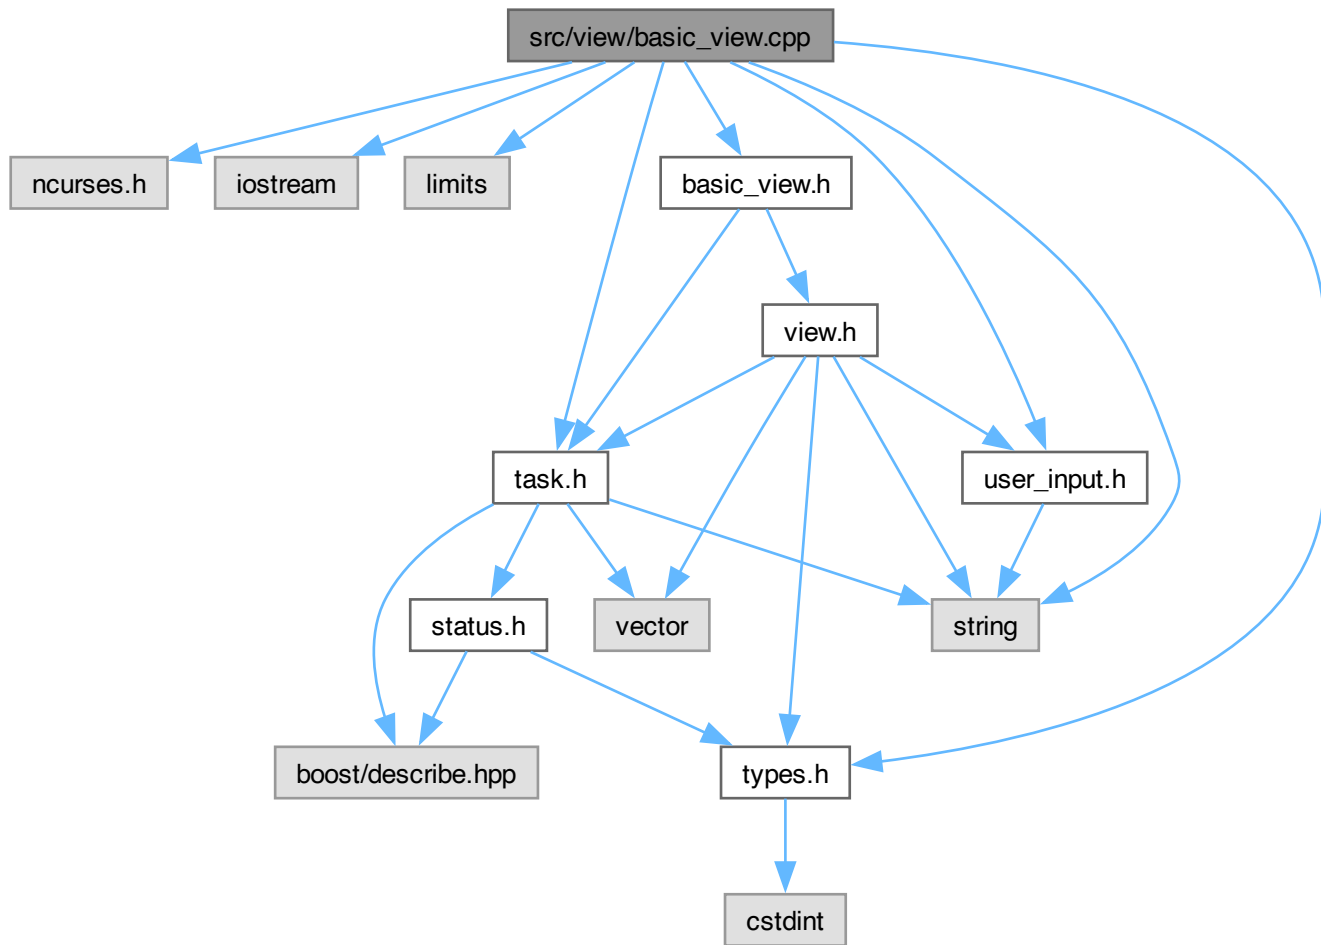 src/view/basic_view.cpp
ncurses.h
iostream
limits
basic_view.h
view.h
task.h
user_input.h
status.h
vector
string
boost/describe.hpp
types.h
cstdint